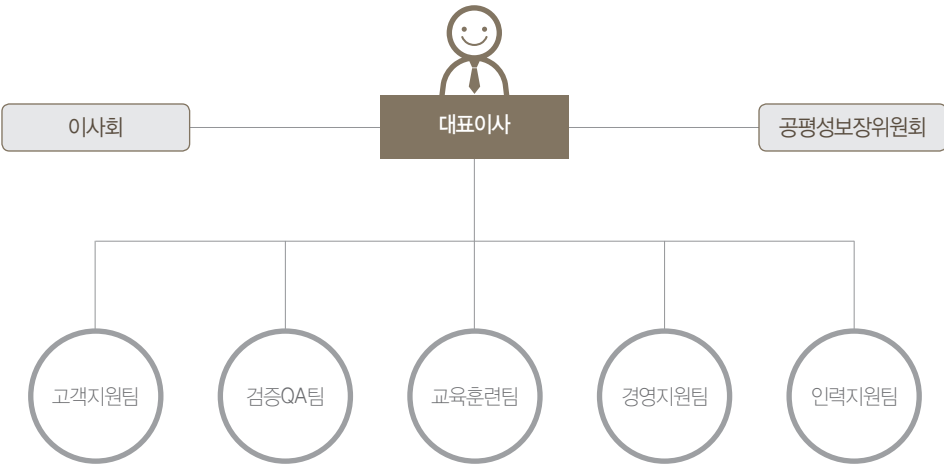 대표이사
이사회
공평성보장위원회
고객지원팀
검증QA팀
교육훈련팀
경영지원팀
인력지원팀